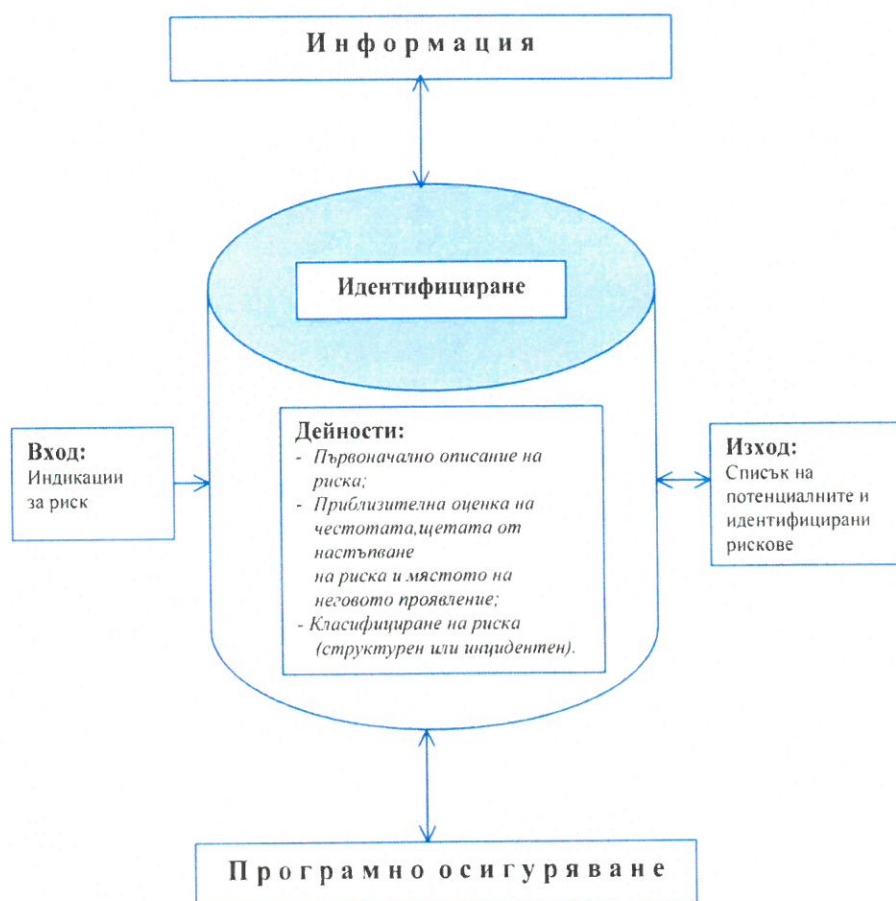 Информация
Идентифициране
Вход:
Индикации
за риск
Дейности:
- Първоначално описание на
риска;
- Приблизителна оценка на
честотата,щетата от
настъпване
на риска и мястото на
неговото проявление;
- Класифициране на риска
(структурен или инцидентен).
Изход:
Списък на
потенциалните и
идентифицирани
рискове
Програмно осигуряване